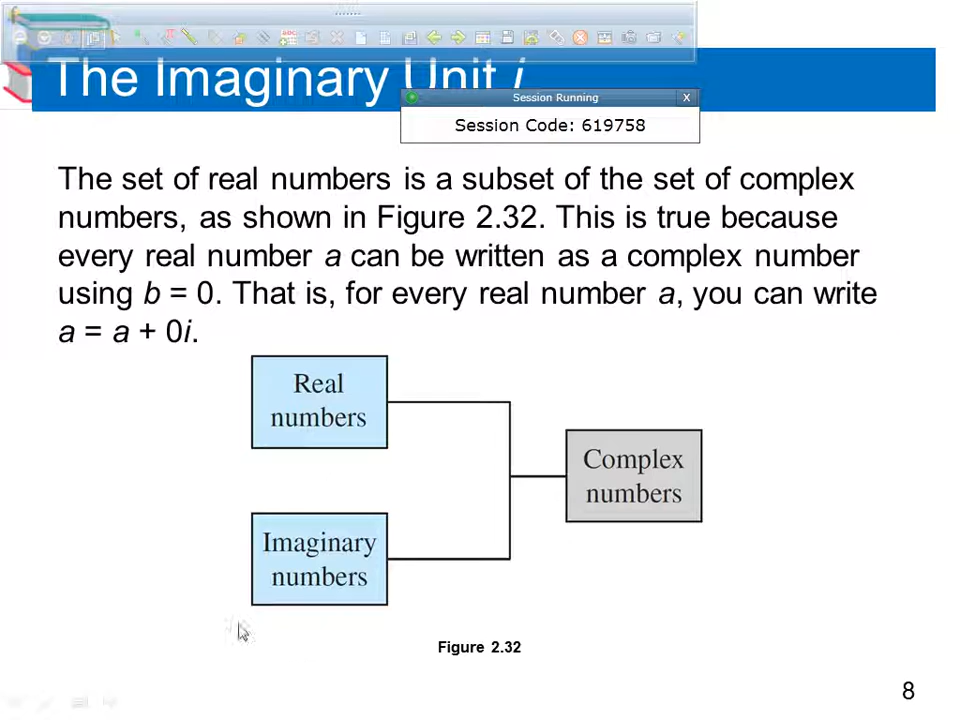 The Imaginary Unit i
Session Running
X
Session Code: 619758
The set of real numbers is a subset of the set of complex
numbers, as shown in Figure 2.32. This is true because
every real number a can be written as a complex number
using b = 0. That is, for every real number a, you can write
a = a + 0i.
Real
numbers
Complex
numbers
Imaginary
numbers
Figure 2.32
8